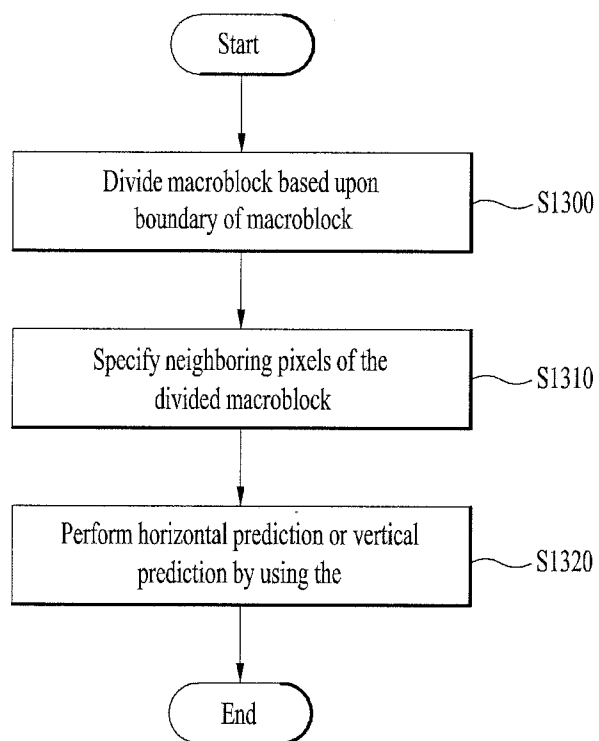 Start
Divide macroblock based upon
boundary of macroblock
S1300
Specify neighboring pixels of the
divided macroblock
S1310
Perform horizontal prediction or vertical
prediction by using the
S1320
End